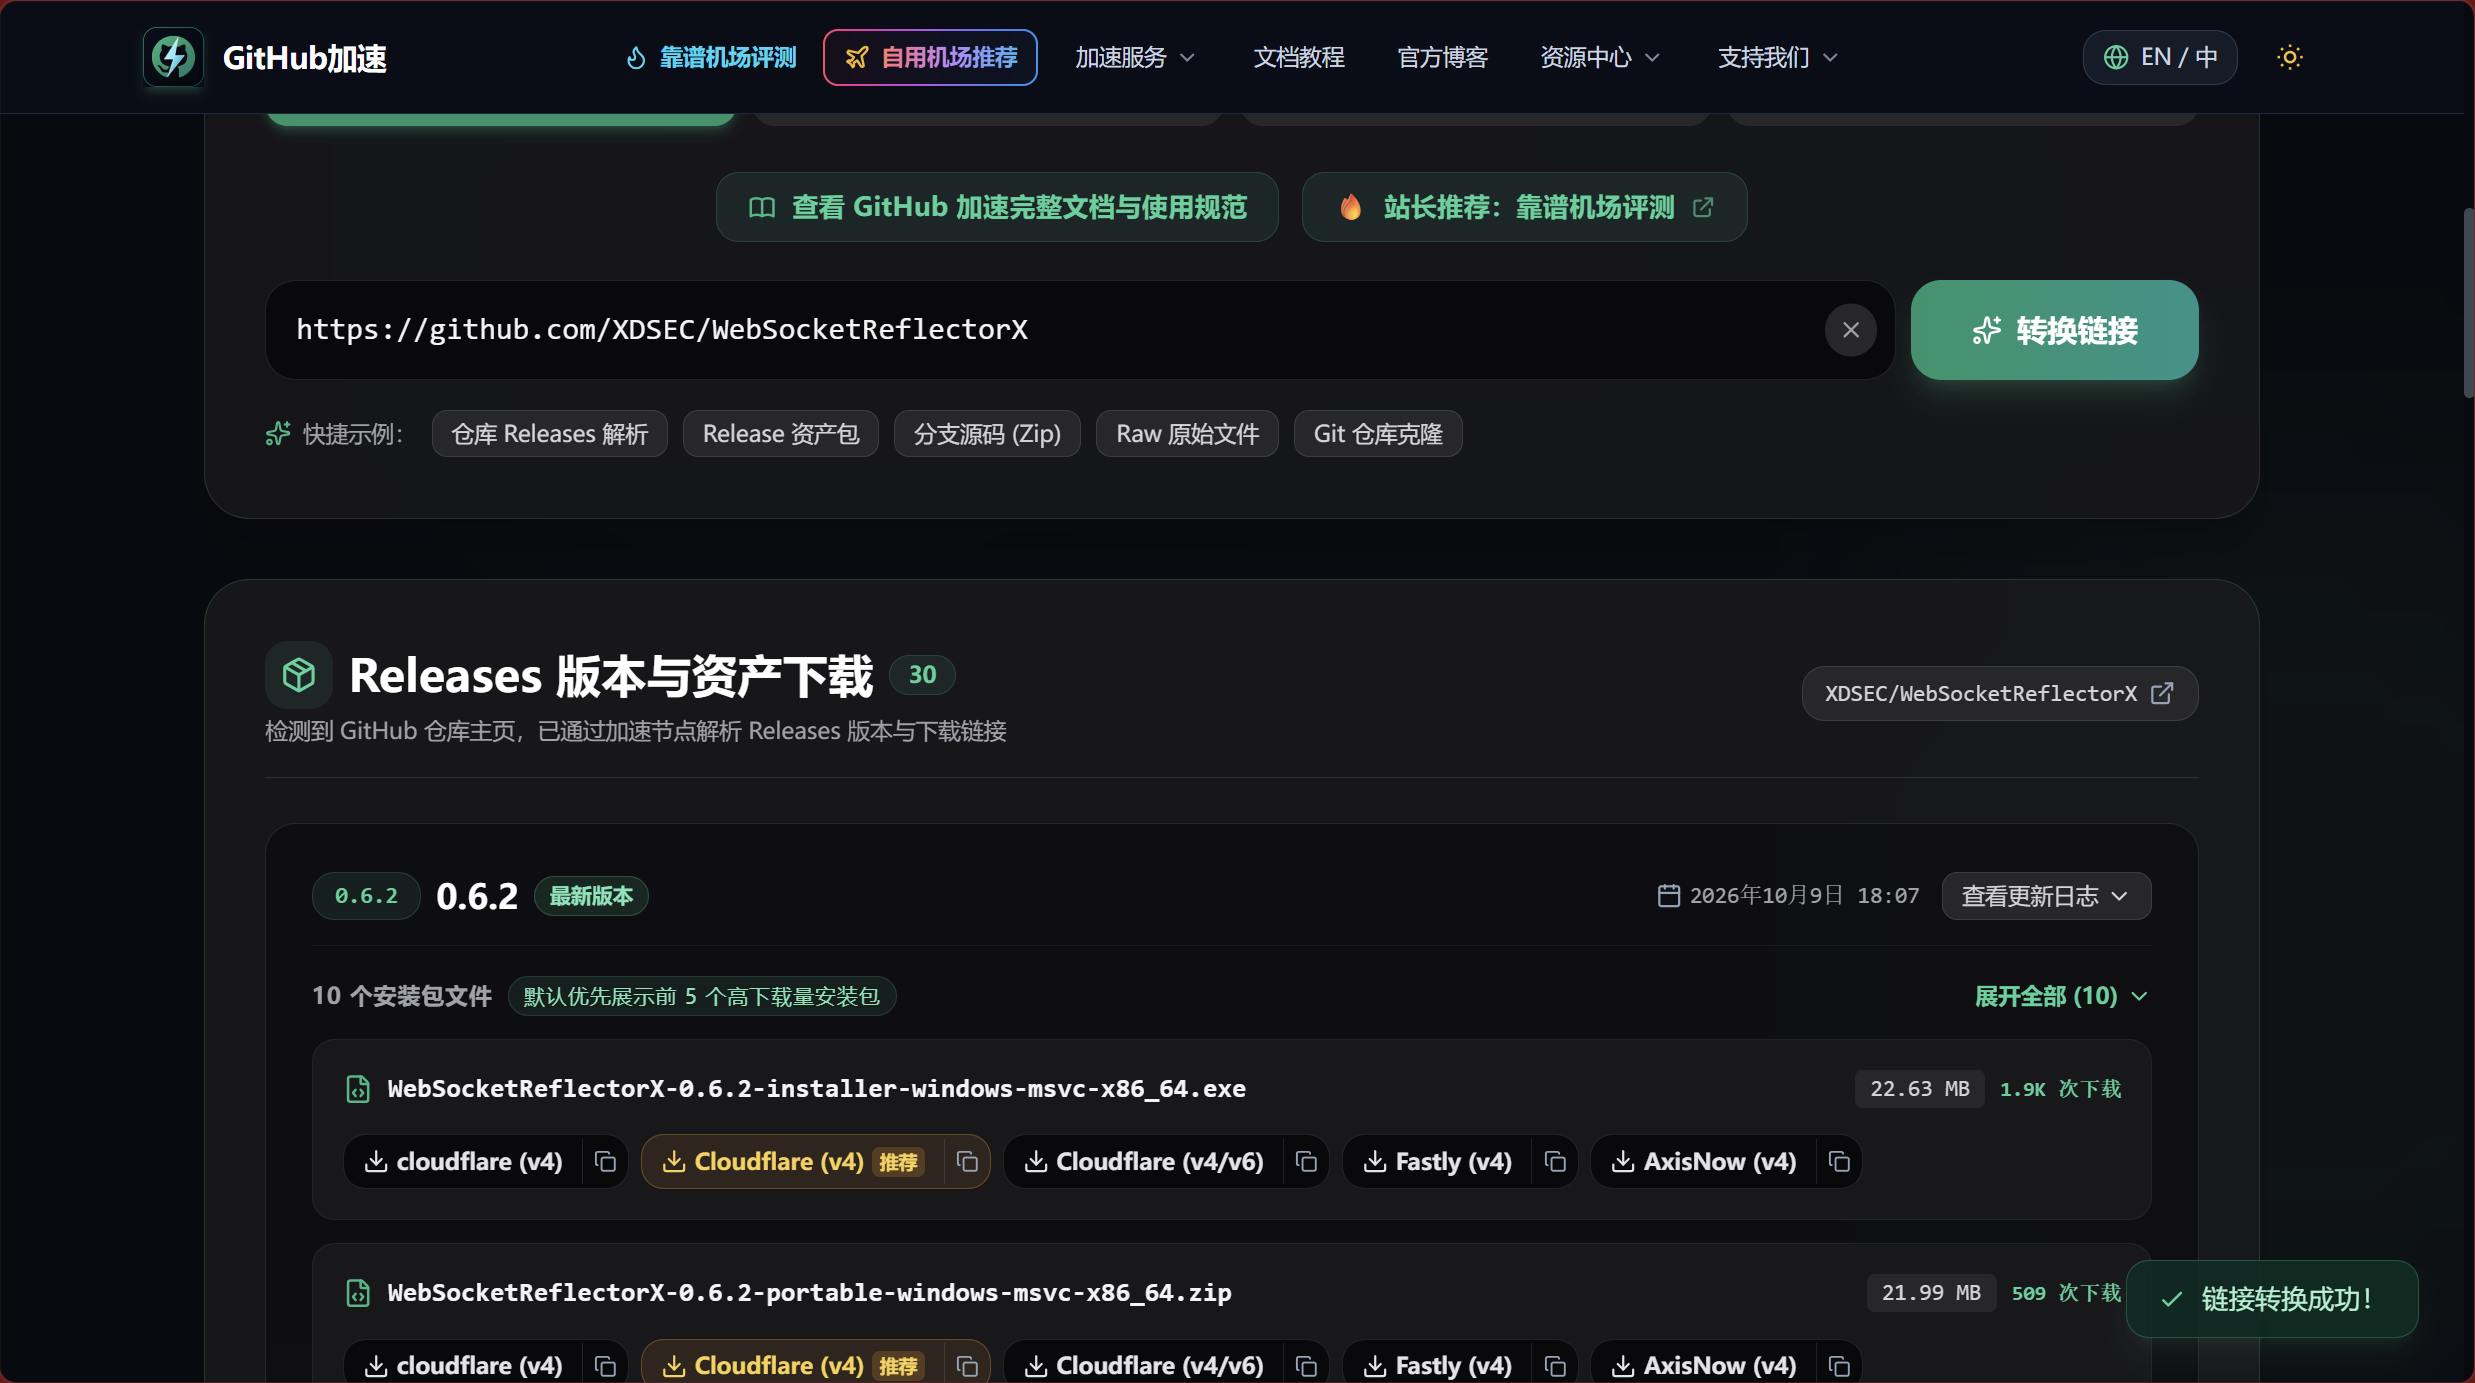 GitHub加速
靠谱机场评测
自用机场推荐
加速服务
文档教程
官方博客
资源中心
支持我们
EN / 中
查看 GitHub 加速完整文档与使用规范
站长推荐：靠谱机场评测
https://github.com/XDSEC/WebSocketReflectorX
转换链接
快捷示例：
仓库 Releases 解析
Release 资产包
分支源码 (Zip)
Raw 原始文件
Git 仓库克隆
Releases 版本与资产下载
30
检测到 GitHub 仓库主页，已通过加速节点解析 Releases 版本与下载链接
XDSEC/WebSocketReflectorX
0.6.2
0.6.2
最新版本
2026年10月9日 18:07
查看更新日志
10 个安装包文件
默认优先展示前 5 个高下载量安装包
展开全部 (10)
WebSocketReflectorX-0.6.2-installer-windows-msvc-x86_64.exe
22.63 MB
1.9K 次下载
cloudflare (v4)
Cloudflare (v4) 推荐
Cloudflare (v4/v6)
Fastly (v4)
AxisNow (v4)
WebSocketReflectorX-0.6.2-portable-windows-msvc-x86_64.zip
21.99 MB
509 次下载
链接转换成功！
cloudflare (v4)
Cloudflare (v4) 推荐
Cloudflare (v4/v6)
Fastly (v4)
AxisNow (v4)